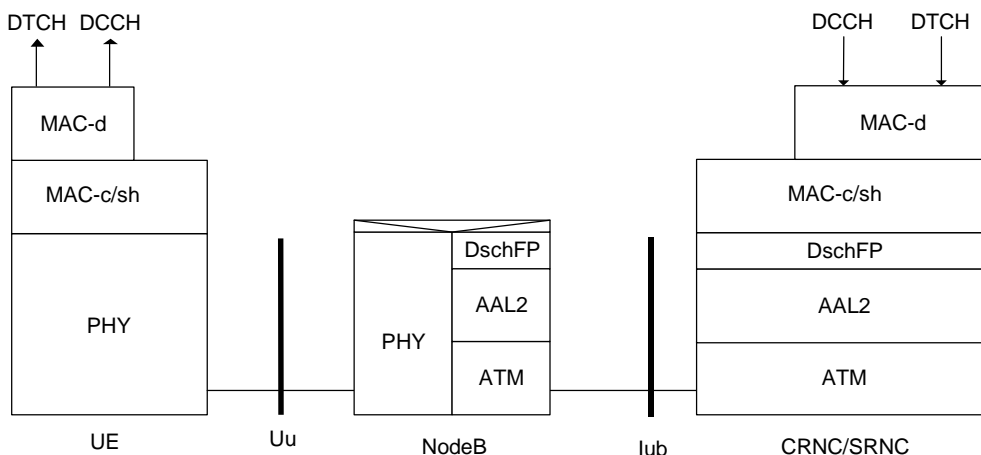 DTCH DCCH
DCCH DTCH
MAC-d
MAC-d
MAC-c/sh
MAC-c/sh
DschFP
DschFP
PHY
PHY
AAL2
AAL2
ATM
ATM
UE
Uu
NodeB
Iub
CRNC/SRNC